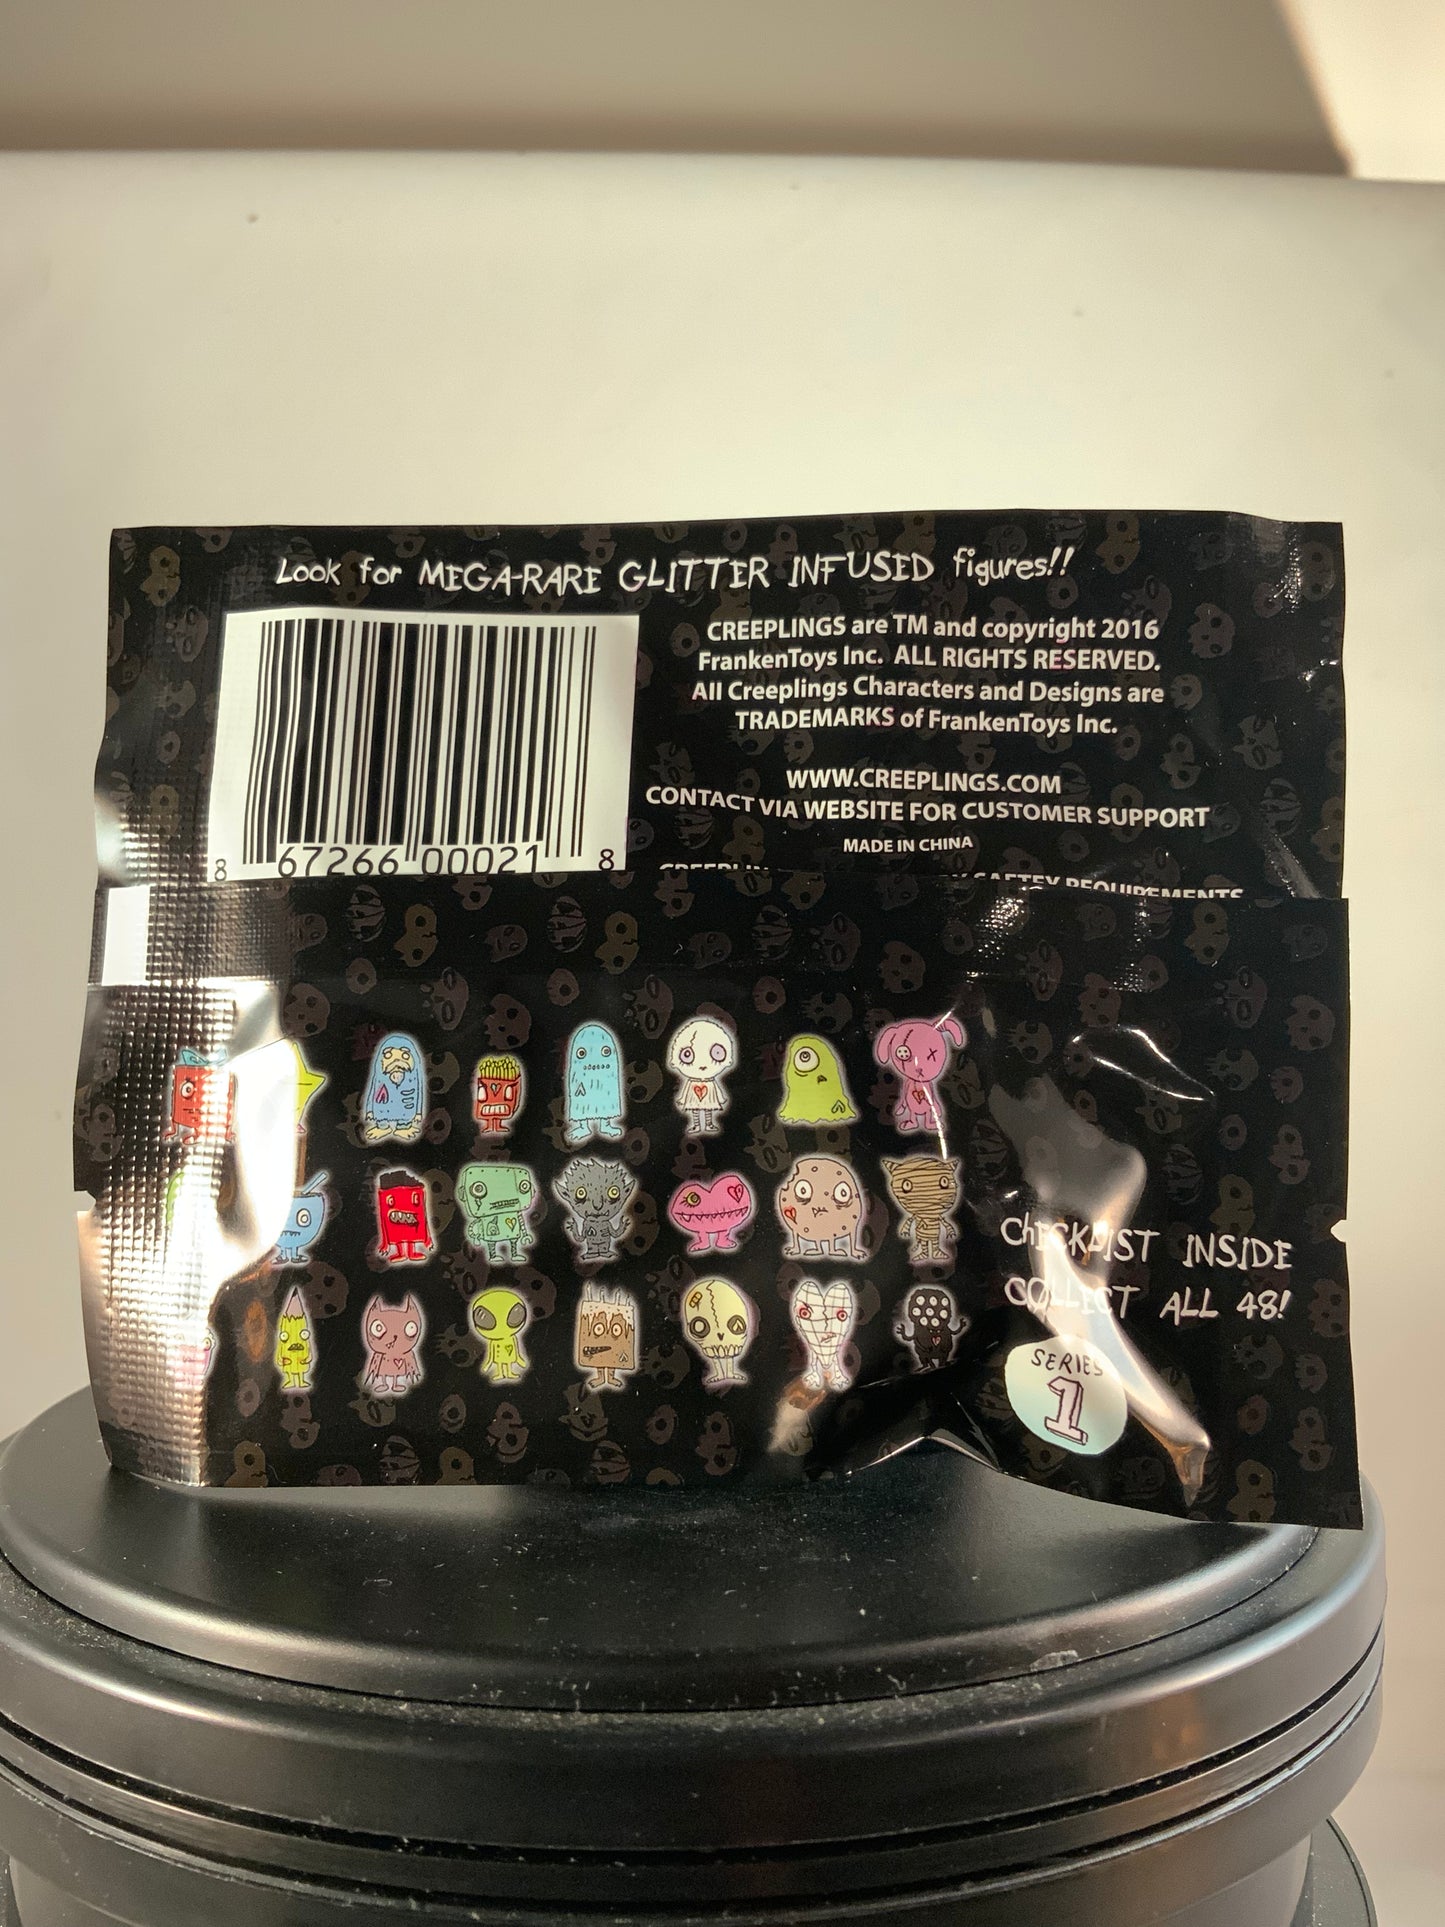 Look for MEGA-RARE GLITTER INFUSED figures!!
CREEPLINGS are TM and copyright 2016
FrankenToys Inc. ALL RIGHTS RESERVED.
All Creeplings Characters and Designs are
TRADEMARKS of FrankenToys Inc.
WWW.CREEPLINGS.COM
CONTACT VIA WEBSITE FOR CUSTOMER SUPPORT
MADE IN CHINA
SAFTEY REQUIREMENTS
8 67266 00021 8
ChECKLIST INSIDE
COLLECT ALL 48!
SERIES
1